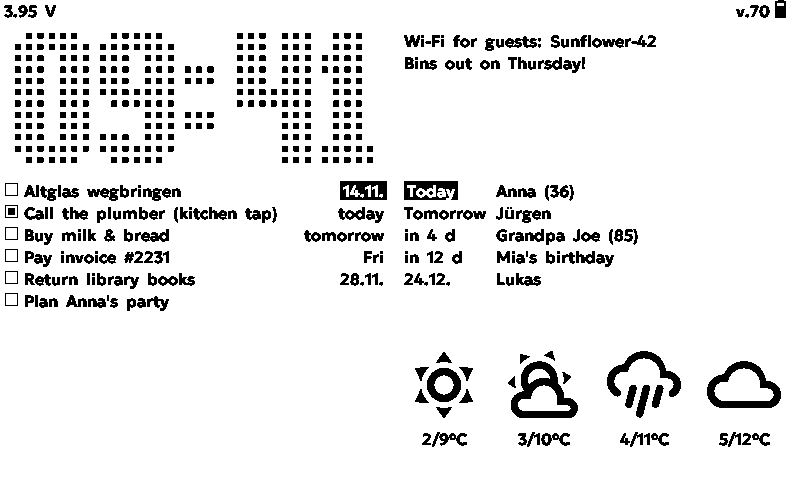 3.95 V
v.70
09:41
Wi-Fi for guests: Sunflower-42
Bins out on Thursday!
Altglas wegbringen 14.11.
Call the plumber (kitchen tap) today
Buy milk & bread tomorrow
Pay invoice #2231 Fri
Return library books 28.11.
Plan Anna's party
Today Anna (36)
Tomorrow Jürgen
in 4 d Grandpa Joe (85)
in 12 d Mia's birthday
24.12. Lukas
2/9°C 3/10°C 4/11°C 5/12°C